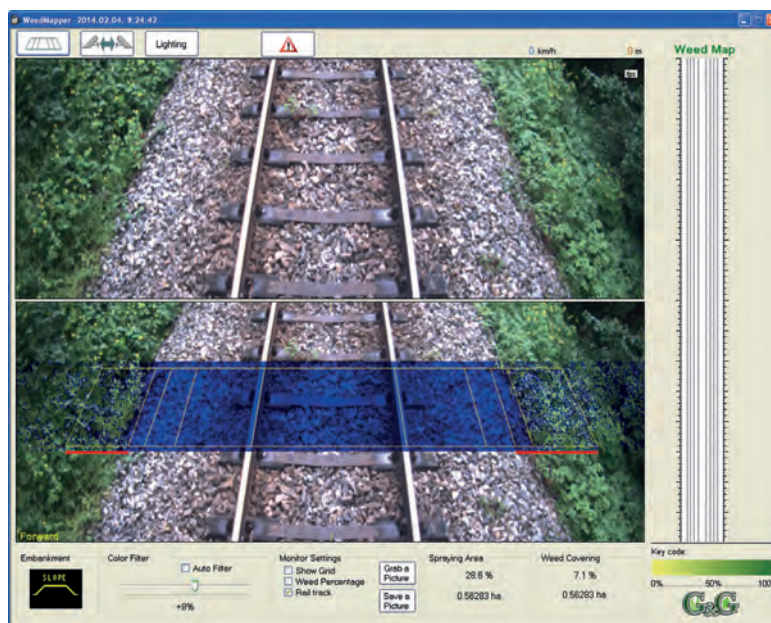 WeedMapper - 2014.02.04. 9:24:42
Lighting
0 km/h
0 m
Weed Map
Forward
Embankment
SLOPE
Color Filter
Auto Filter
+8%
Monitor Settings
Show Grid
Weed Percentage
Rail track
Grab a
Picture
Save a
Picture
Spraying Area
28.6 %
0.56283 ha
Weed Covering
7.1 %
0.56283 ha
Key code:
0% 50% 100%
G&G